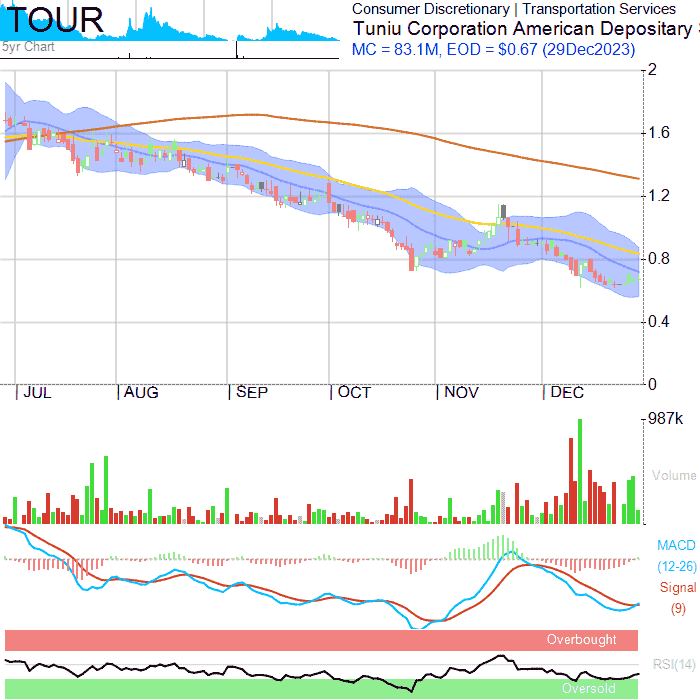 TOUR
5yr Chart
Consumer Discretionary | Transportation Services
Tuniu Corporation American Depositary
MC = 83.1M, EOD = $0.67 (29Dec2023)
2
1.6
1.2
0.8
0.4
0
JUL AUG SEP OCT NOV DEC
987k
Volume
MACD
(12-26)
Signal
(9)
Overbought
RSI(14)
Oversold